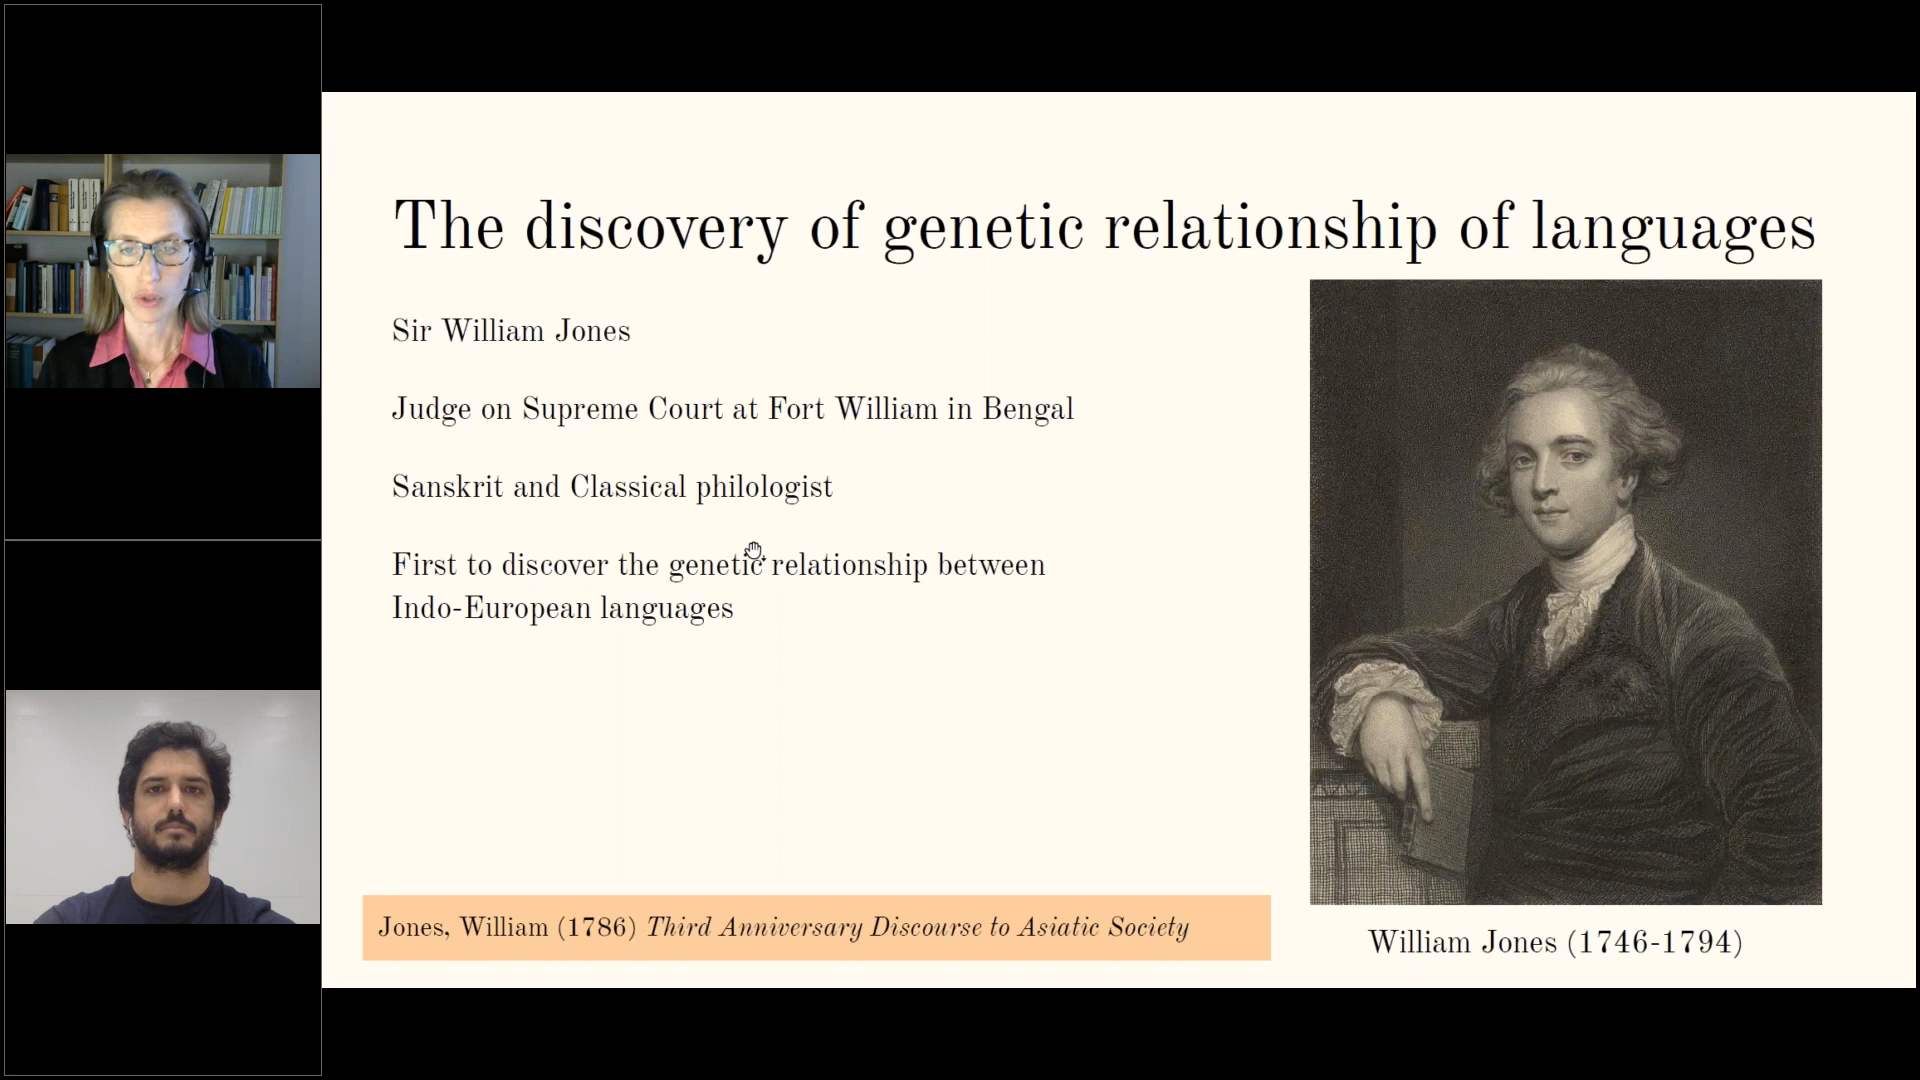 The discovery of genetic relationship of languages
Sir William Jones
Judge on Supreme Court at Fort William in Bengal
Sanskrit and Classical philologist
First to discover the genetic relationship between
Indo-European languages
Jones, William (1786) Third Anniversary Discourse to Asiatic Society
William Jones (1746-1794)